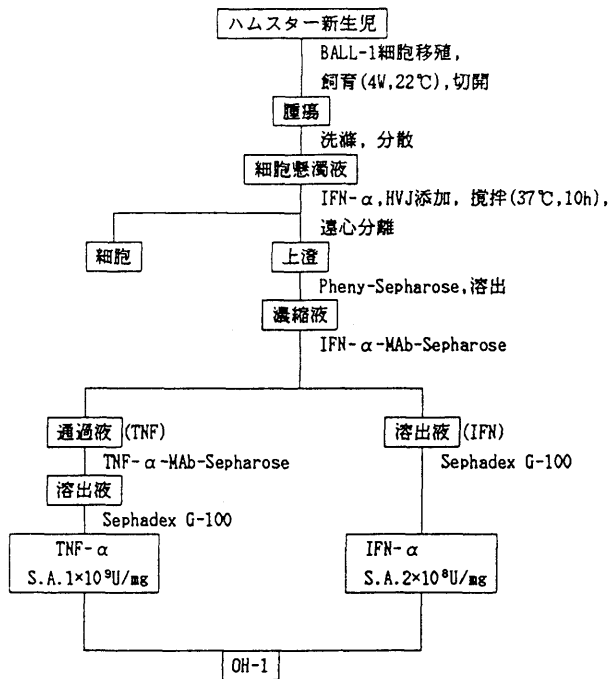 ハムスター新生児
BALL-1細胞移殖,
飼育(4W,22℃),切開
腫瘍
洗滌, 分散
細胞懸濁液
IFN-α,HVJ添加, 撹拌(37℃,10h),
遠心分離
細胞
上澄
Pheny-Sepharose,溶出
濃縮液
IFN-α-MAb-Sepharose
通過液 (TNF)
溶出液 (IFN)
TNF-α-MAb-Sepharose
Sephadex G-100
溶出液
Sephadex G-100
TNF-α
S.A.1×10⁹U/mg
IFN-α
S.A.2×10⁸U/mg
OH-1